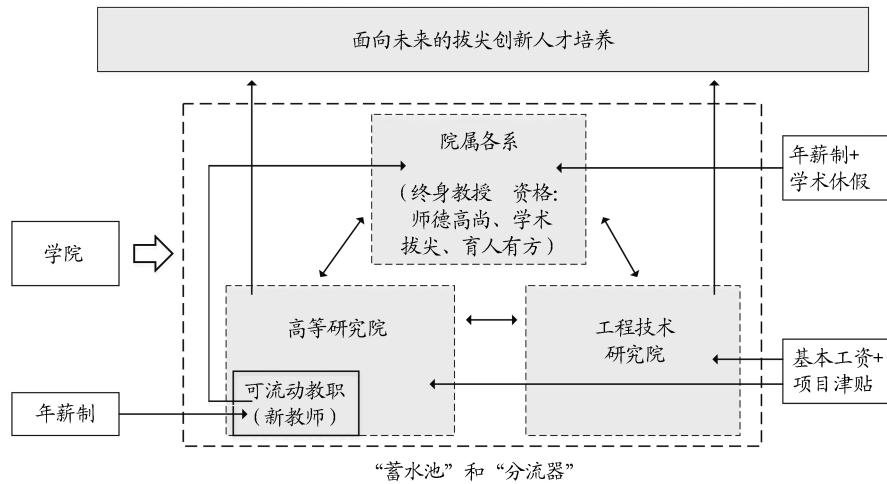 面向未来的拔尖创新人才培养
院属各系
（终身教授 资格：
师德高尚、学术
拔尖、育人有方）
年薪制+
学术休假
学院
高等研究院
工程技术
研究院
可流动教职
（新教师）
年薪制
基本工资+
项目津贴
“蓄水池”和“分流器”